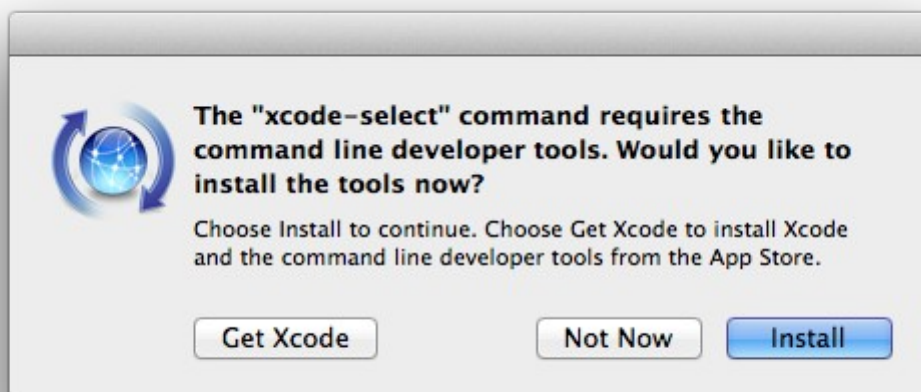 The "xcode-select" command requires the
command line developer tools. Would you like to
install the tools now?
Choose Install to continue. Choose Get Xcode to install Xcode
and the command line developer tools from the App Store.
Get Xcode Not Now Install